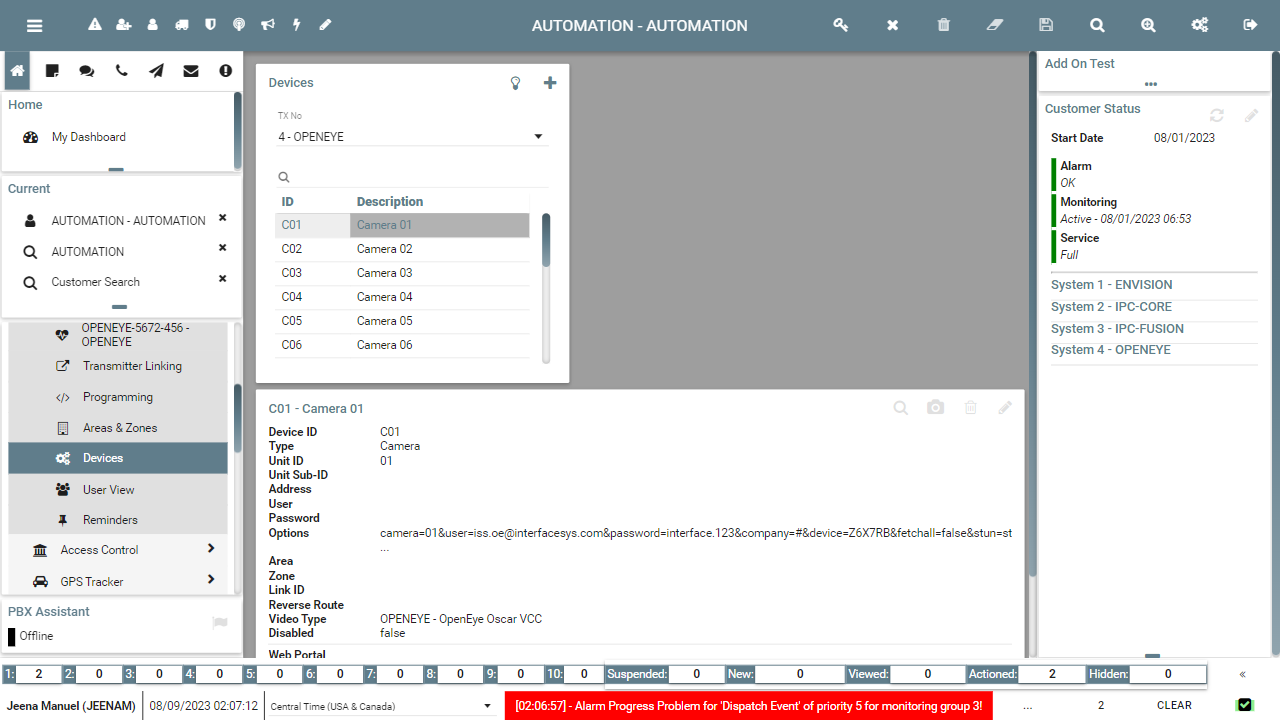 AUTOMATION - AUTOMATION
Home
My Dashboard
Current
AUTOMATION - AUTOMATION
AUTOMATION
Customer Search
OPENEYE-5672-456 -
OPENEYE
Transmitter Linking
Programming
Areas & Zones
Devices
User View
Reminders
Access Control
GPS Tracker
PBX Assistant
Offline
Devices
TX No
4 - OPENEYE
ID Description
C01 Camera 01
C02 Camera 02
C03 Camera 03
C04 Camera 04
C05 Camera 05
C06 Camera 06
C01 - Camera 01
Device ID C01
Type Camera
Unit ID 01
Unit Sub-ID
Address
User
Password
Options camera=01&user=iss.oe@interfacesys.com&password=interface.123&company=#&device=Z6X7RB&fetchall=false&stun=st
...
Area
Zone
Link ID
Reverse Route
Video Type OPENEYE - OpenEye Oscar VCC
Disabled false
Web Portal
Add On Test
Customer Status
Start Date 08/01/2023
Alarm
OK
Monitoring
Active - 08/01/2023 06:53
Service
Full
System 1 - ENVISION
System 2 - IPC-CORE
System 3 - IPC-FUSION
System 4 - OPENEYE
1: 2 2: 0 3: 0 4: 0 5: 0 6: 0 7: 0 8: 0 9: 0 10: 0 Suspended: 0 New: 0 Viewed: 0 Actioned: 2 Hidden: 0 «
Jeena Manuel (JEENAM) 08/09/2023 02:07:12 Central Time (USA & Canada) [02:06:57] - Alarm Progress Problem for 'Dispatch Event' of priority 5 for monitoring group 3! ... 2 CLEAR